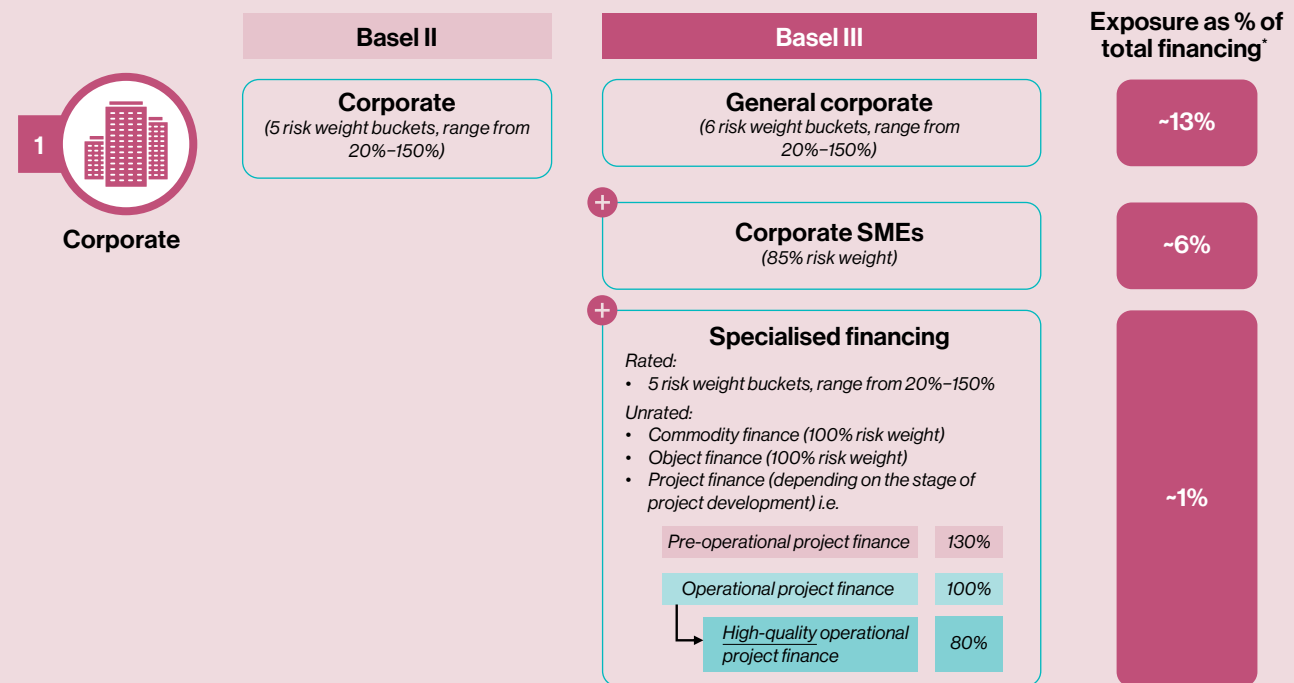 Basel II
Basel III
Exposure as % of
total financing*
1
Corporate
Corporate
(5 risk weight buckets, range from
20%–150%)
General corporate
(6 risk weight buckets, range from
20%–150%)
~13%
Corporate SMEs
(85% risk weight)
~6%
Specialised financing
Rated:
• 5 risk weight buckets, range from 20%–150%
Unrated:
• Commodity finance (100% risk weight)
• Object finance (100% risk weight)
• Project finance (depending on the stage of
project development) i.e.
Pre-operational project finance 130%
Operational project finance 100%
High-quality operational
project finance
80%
~1%